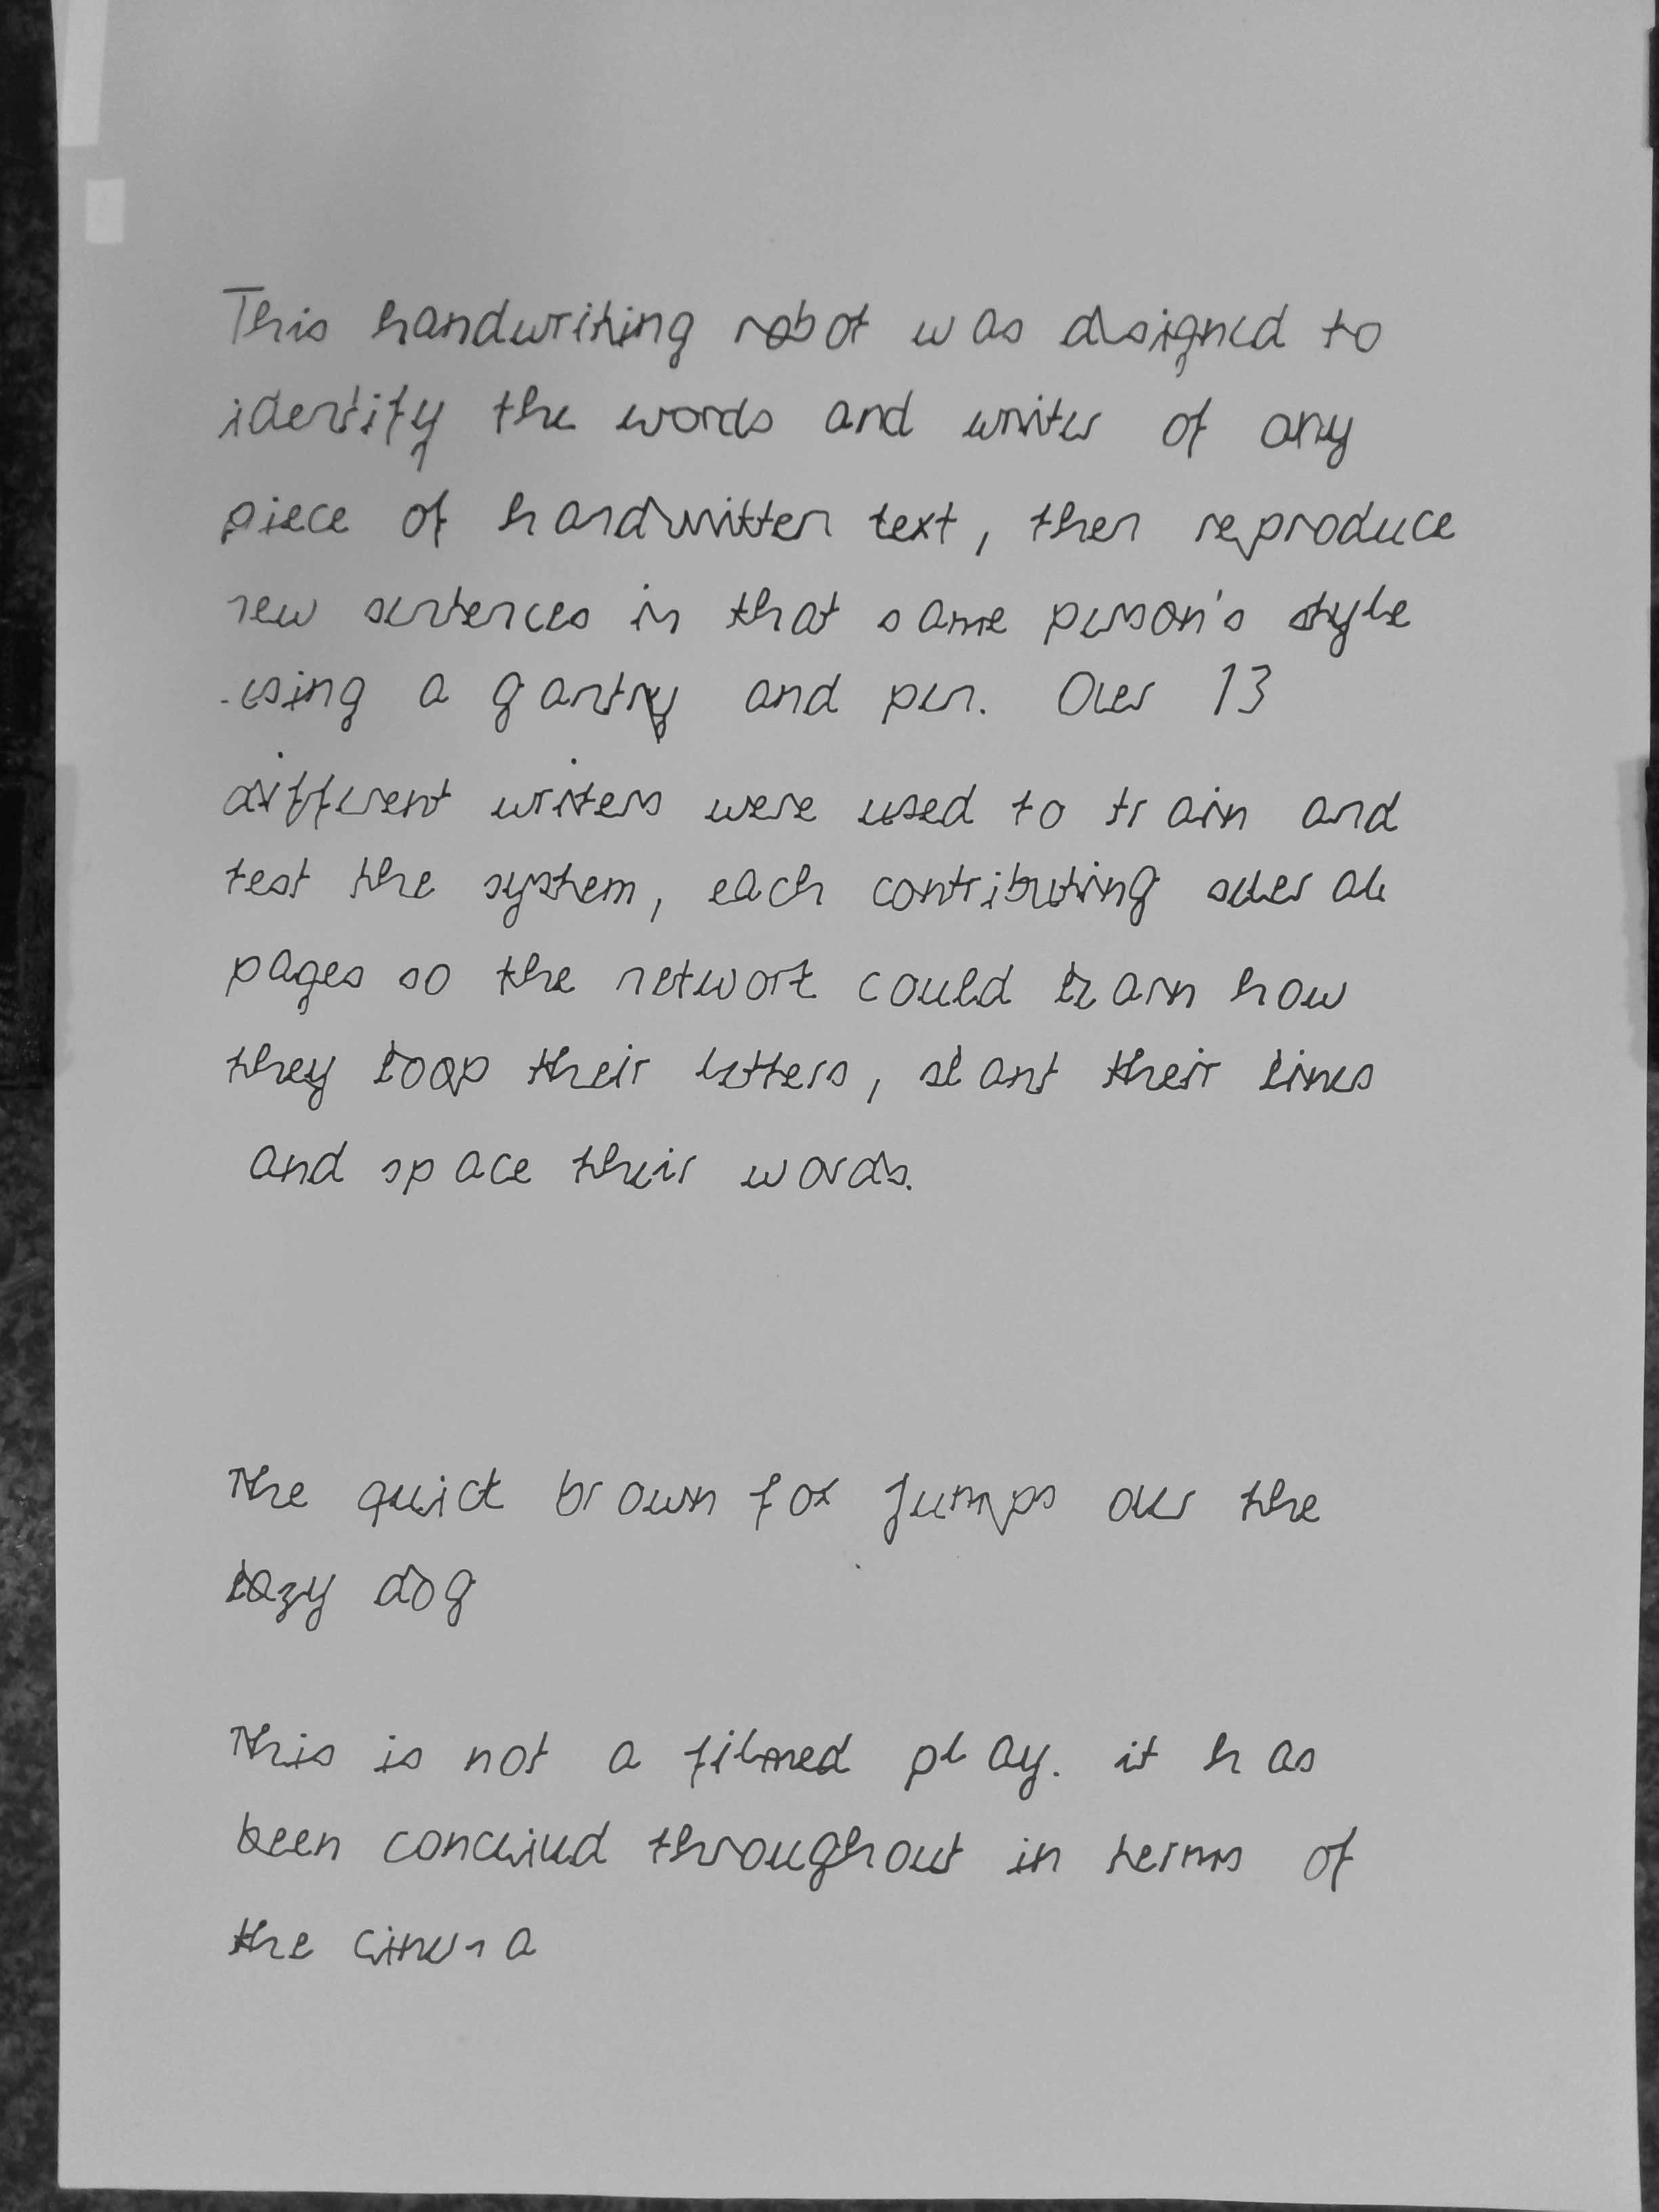 This handwriting robot was designed to
identify the words and writer of any
piece of handwritten text, then reproduce
new sentences in that same person's style
using a gantry and pen. Over 13
different writers were used to train and
test the system, each contributing several
pages so the network could learn how
they loop their letters, slant their lines
and space their words.
The quick brown fox jumps over the
lazy dog
This is not a filmed play. it has
been conceived throughout in terms of
the cinema